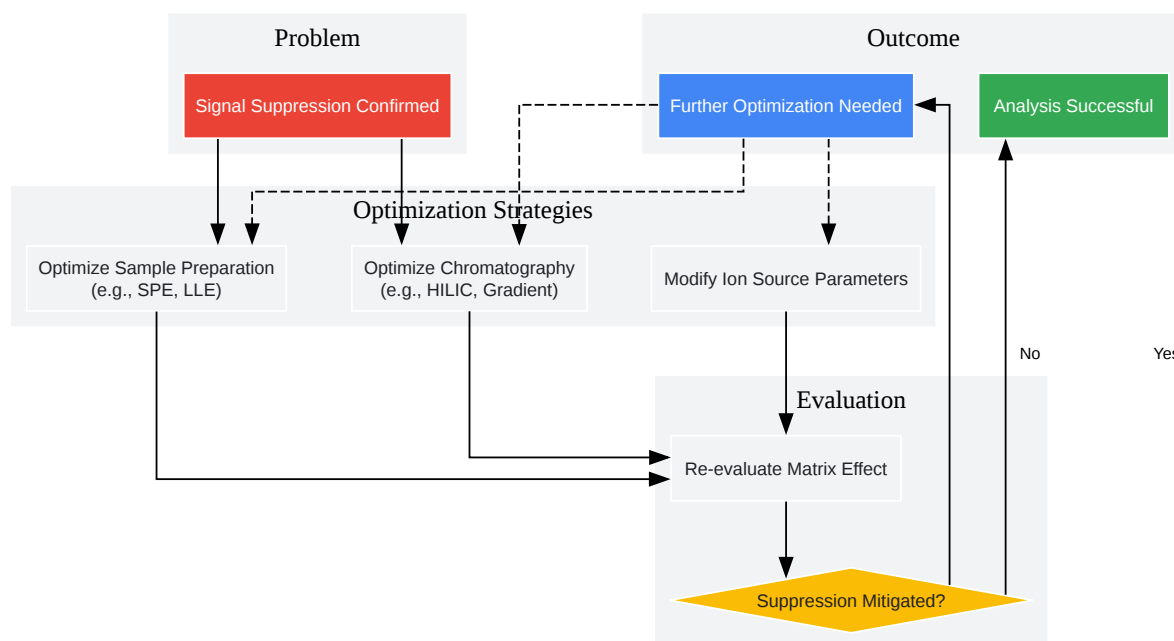 Problem
Outcome
Signal Suppression Confirmed
Further Optimization Needed
Analysis Successful
Optimization Strategies
Optimize Sample Preparation
(e.g., SPE, LLE)
Optimize Chromatography
(e.g., HILIC, Gradient)
Modify Ion Source Parameters
No
Yes
Evaluation
Re-evaluate Matrix Effect
Suppression Mitigated?